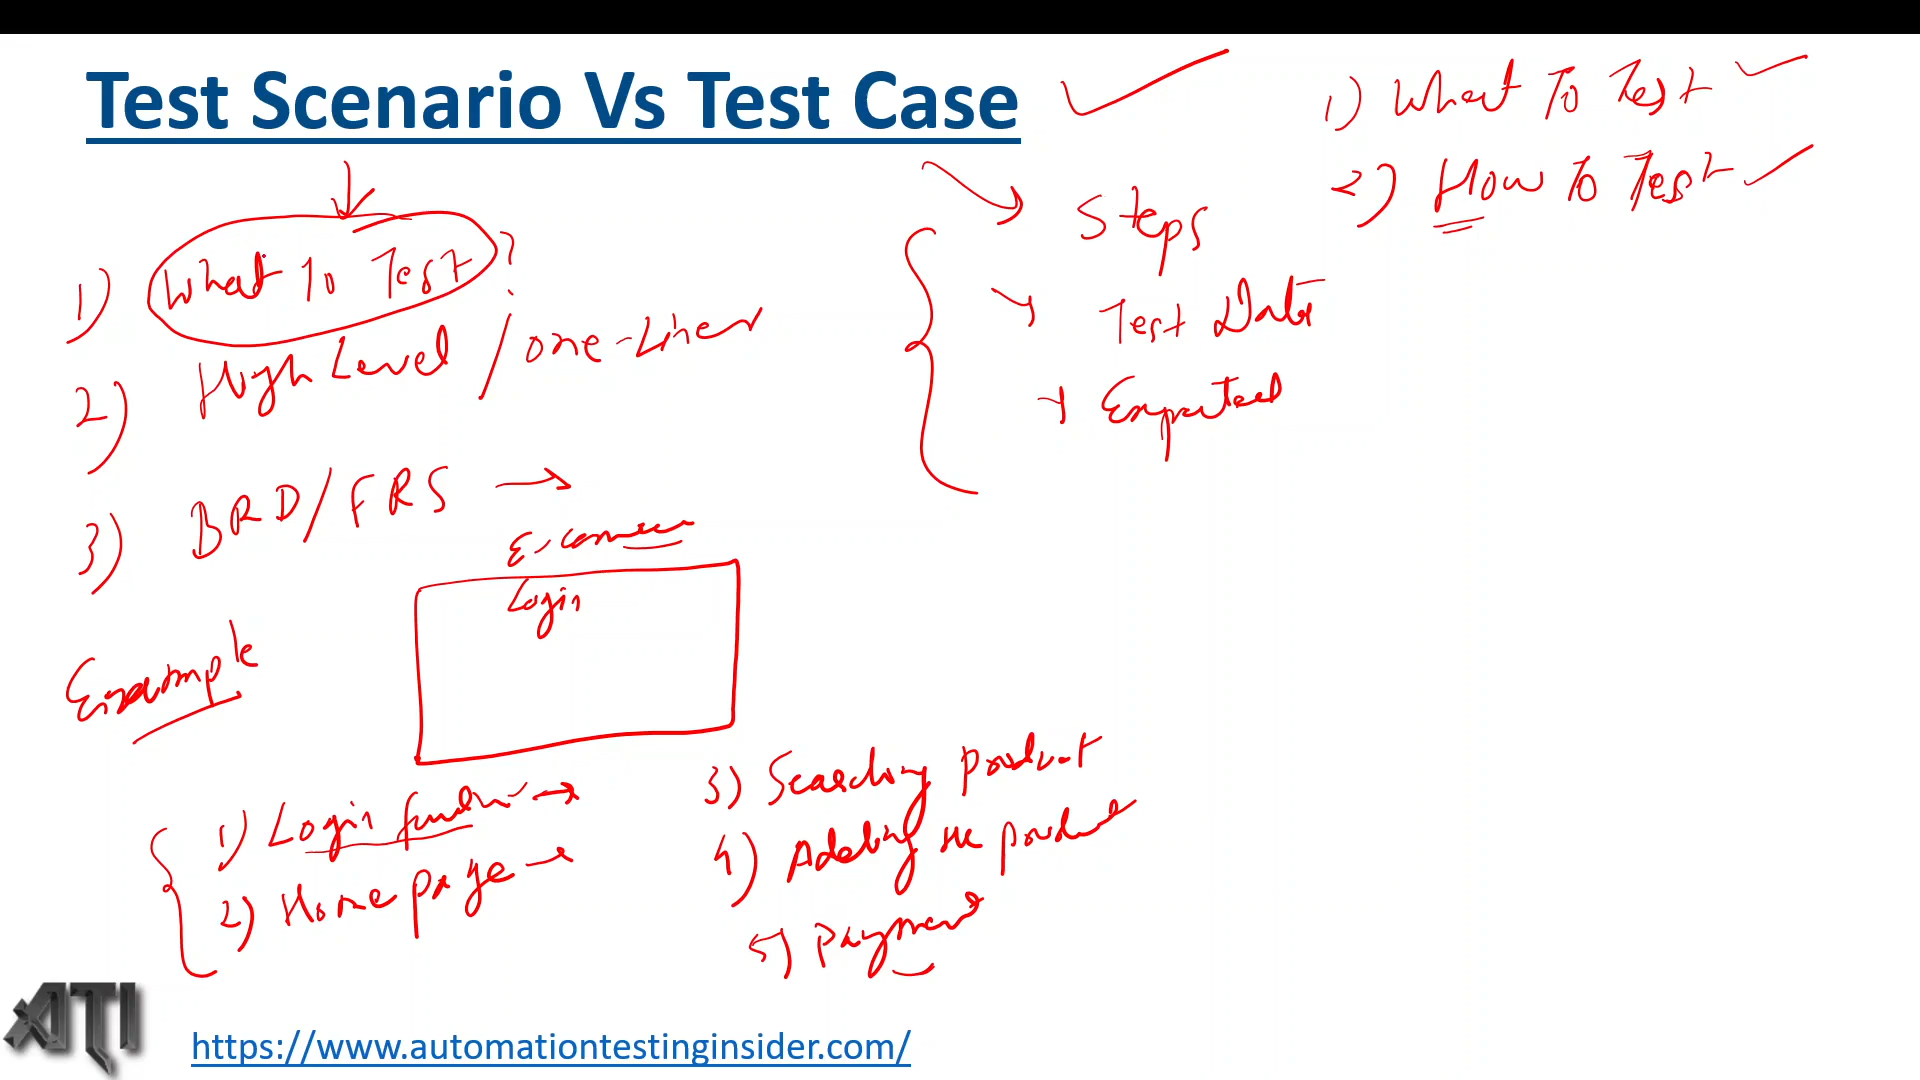 Test Scenario Vs Test Case
1) What To Test?
2) High Level / one-Liner
3) BRD/FRS →
E-commerce
Login
Example
1) Login →
2) Home page →
3) Searching product
4) Adding the product
5) Payment
Steps
Test Data
Expected
1) What To Test
2) How To Test
ATI
https://www.automationtestinginsider.com/